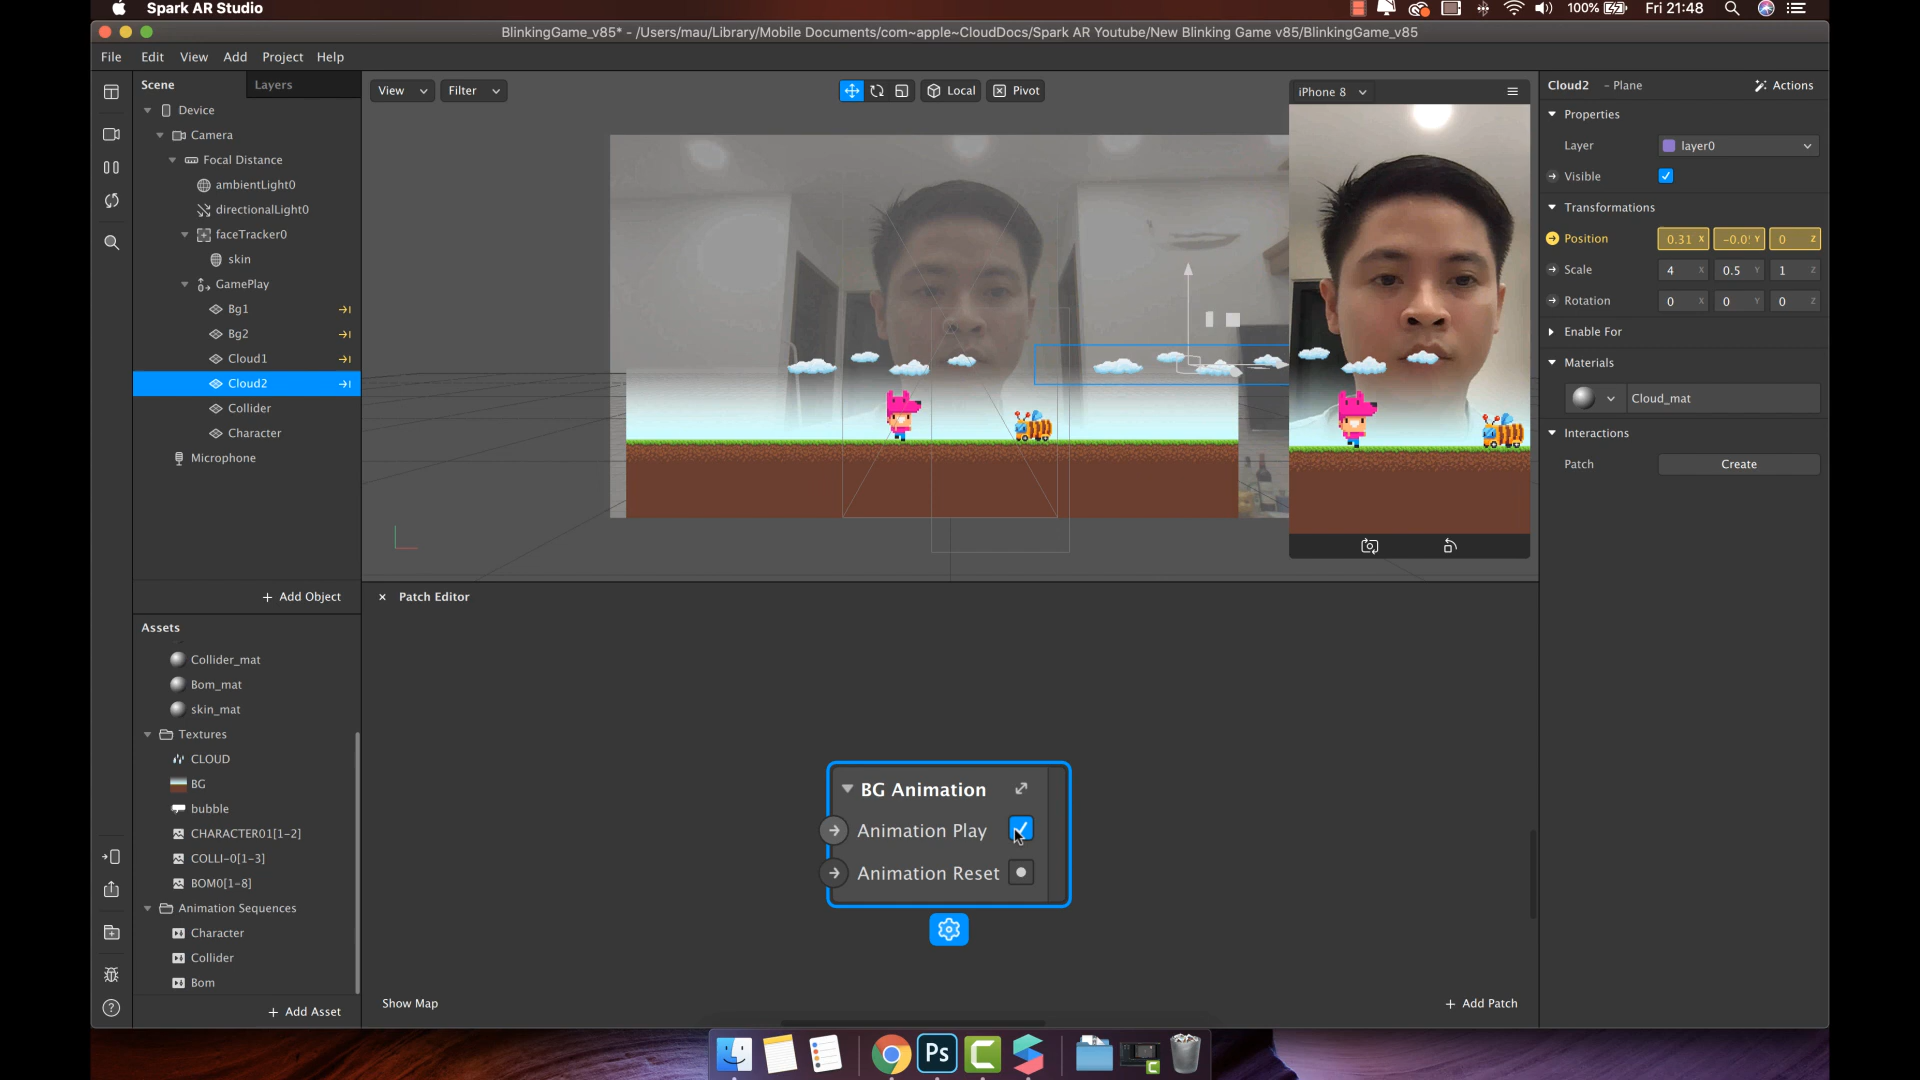 Spark AR Studio
100%
Fri 21:48
BlinkingGame_v85* - /Users/mau/Library/Mobile Documents/com~apple~CloudDocs/Spark AR Youtube/New Blinking Game v85/BlinkingGame_v85
File Edit View Add Project Help
Scene
Layers
Device
Camera
Focal Distance
ambientLight0
directionalLight0
faceTracker0
skin
GamePlay
Bg1
Bg2
Cloud1
Cloud2
Collider
Character
Microphone
+ Add Object
View
Filter
Local
Pivot
iPhone 8
Cloud2 - Plane
Actions
Properties
Layer
layer0
Visible
Transformations
Position
0.31 X
-0.0! Y
0 Z
Scale
4 X
0.5 Y
1 Z
Rotation
0 X
0 Y
0 Z
Enable For
Materials
Cloud_mat
Interactions
Patch
Create
Assets
Collider_mat
Bom_mat
skin_mat
Textures
CLOUD
BG
bubble
CHARACTER01[1-2]
COLLI-0[1-3]
BOM0[1-8]
Animation Sequences
Character
Collider
Bom
+ Add Asset
× Patch Editor
BG Animation
Animation Play
Animation Reset
Show Map
+ Add Patch
Ps